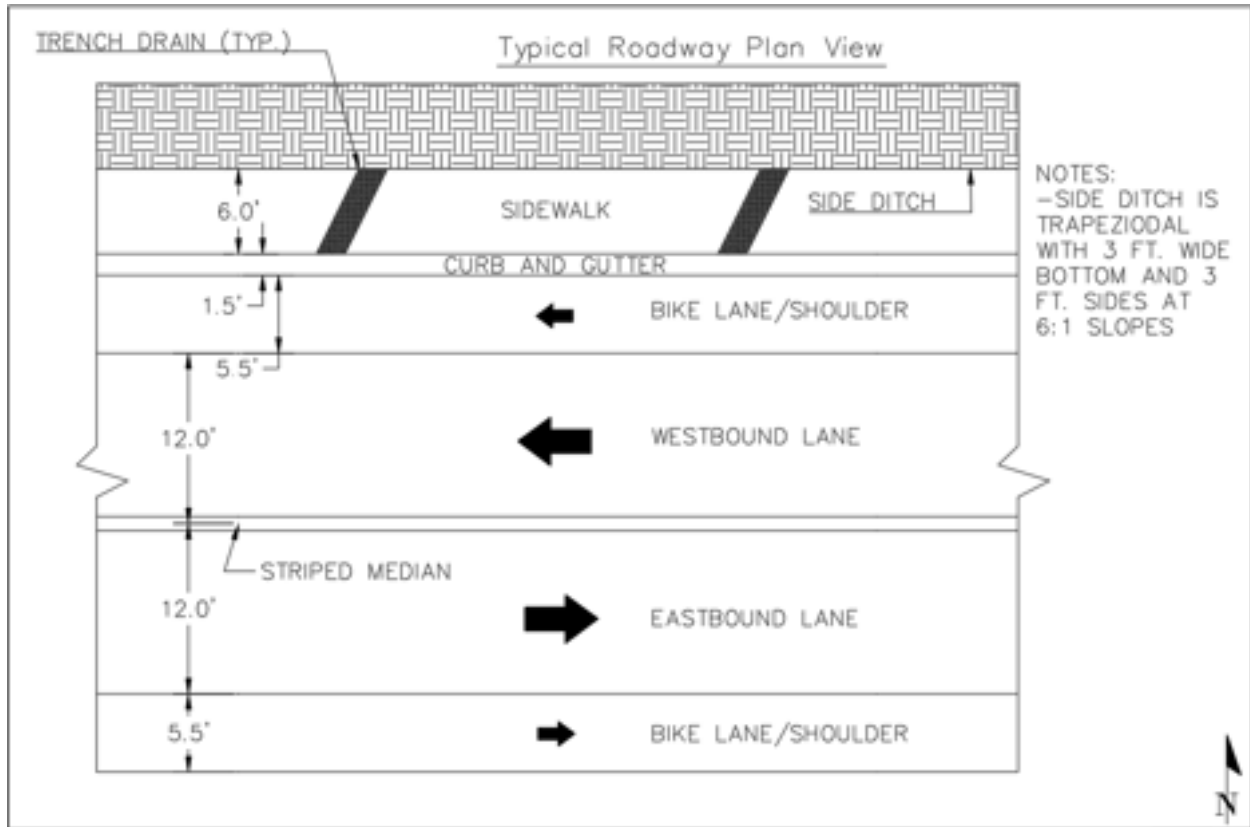 TRENCH DRAIN (TYP.)
Typical Roadway Plan View
NOTES:
-SIDE DITCH IS
TRAPEZIODAL
WITH 3 FT. WIDE
BOTTOM AND 3
FT. SIDES AT
6:1 SLOPES
6.0'
SIDEWALK
SIDE DITCH
CURB AND GUTTER
1.5'
BIKE LANE/SHOULDER
5.5'
12.0'
WESTBOUND LANE
STRIPED MEDIAN
12.0'
EASTBOUND LANE
5.5'
BIKE LANE/SHOULDER
N